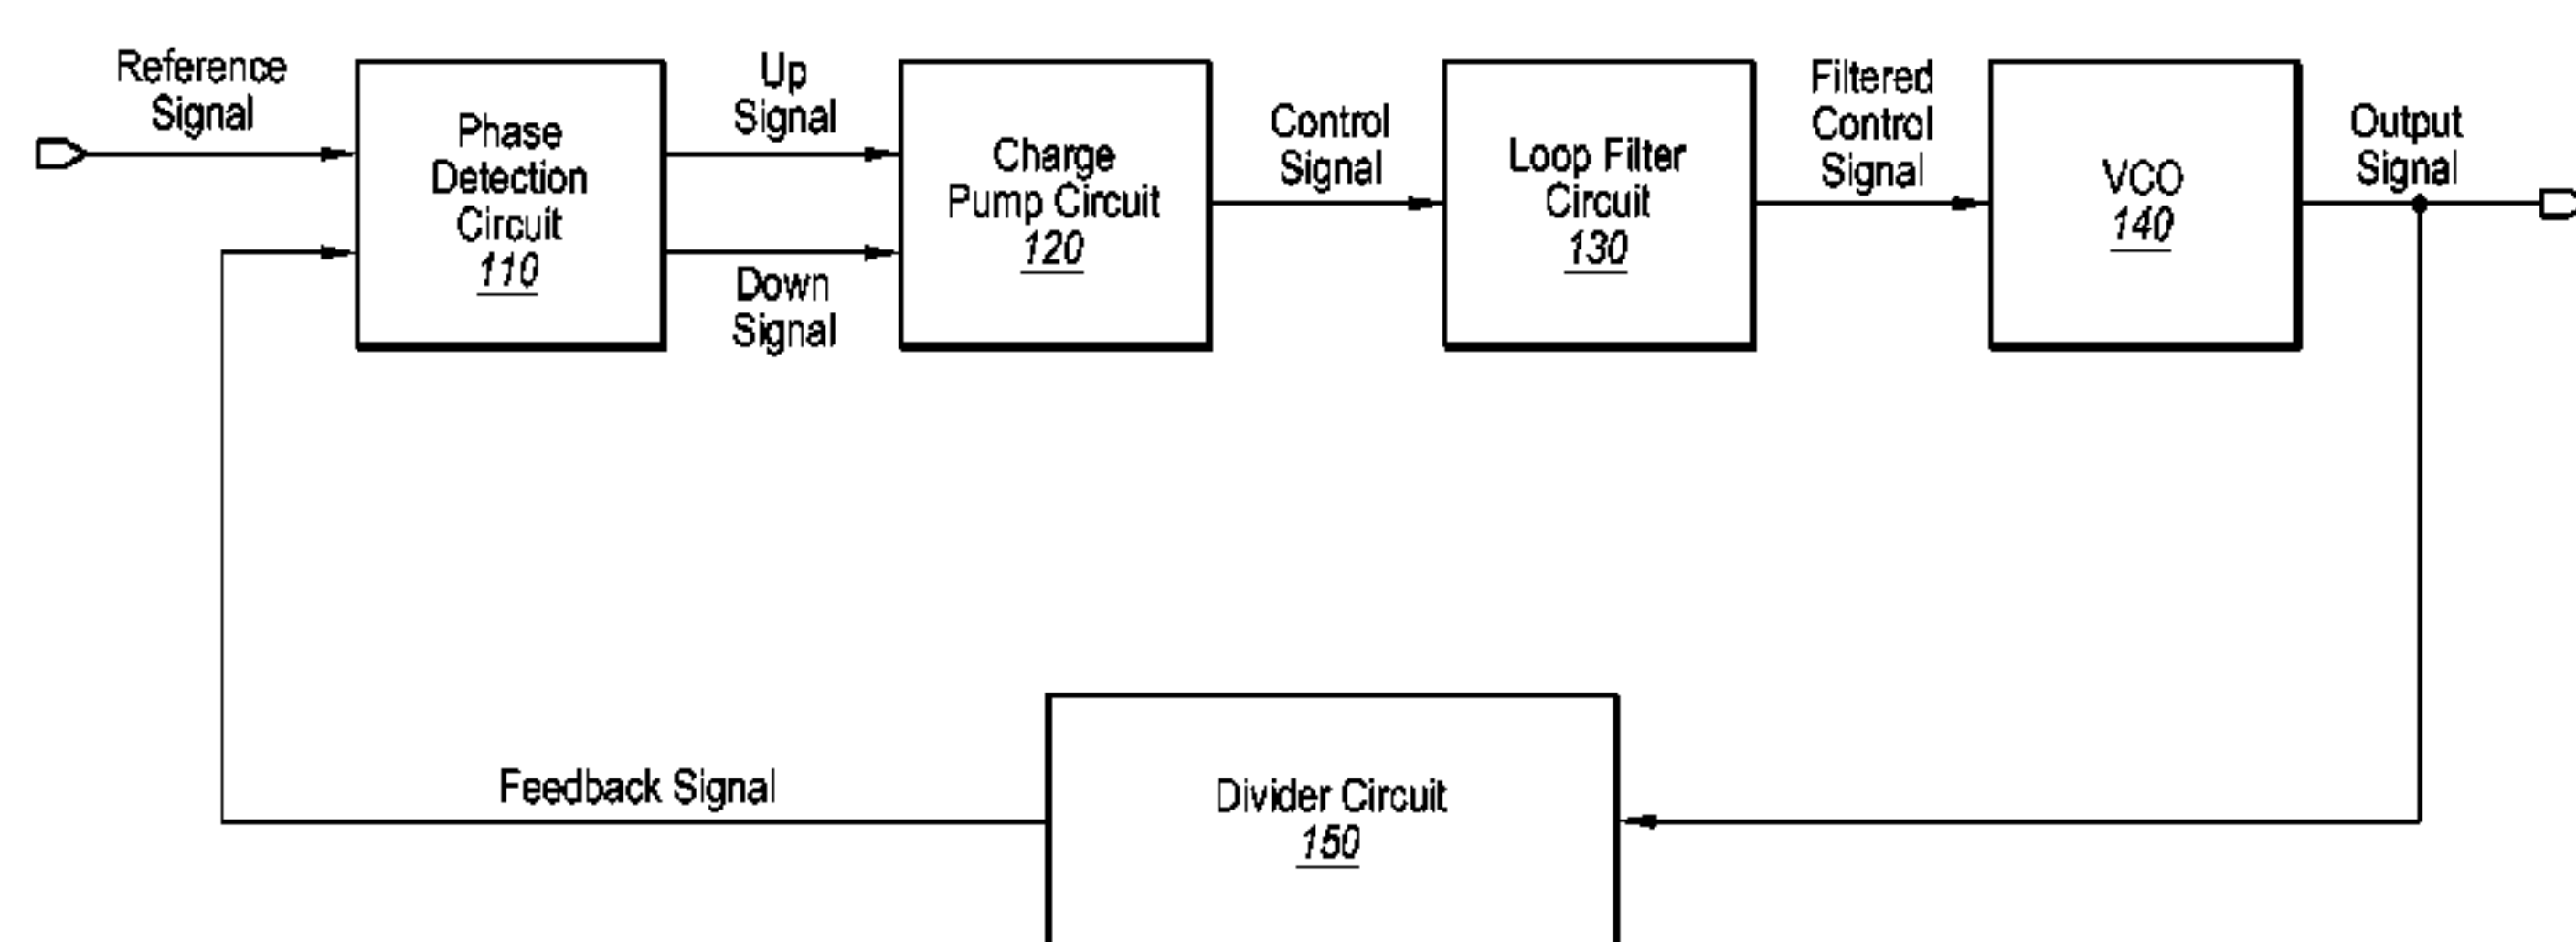 Reference
Signal
Phase
Detection
Circuit
110
Up
Signal
Down
Signal
Charge
Pump Circuit
120
Control
Signal
Loop Filter
Circuit
130
Filtered
Control
Signal
VCO
140
Output
Signal
Feedback Signal
Divider Circuit
150